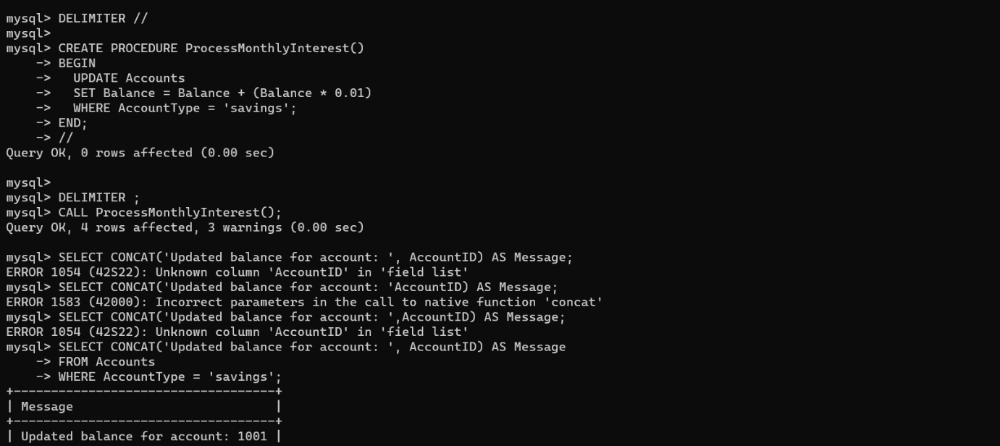 mysql> DELIMITER //
mysql>
mysql> CREATE PROCEDURE ProcessMonthlyInterest()
    -> BEGIN
    ->   UPDATE Accounts
    ->   SET Balance = Balance + (Balance * 0.01)
    ->   WHERE AccountType = 'savings';
    -> END;
    -> //
Query OK, 0 rows affected (0.00 sec)

mysql>
mysql> DELIMITER ;
mysql> CALL ProcessMonthlyInterest();
Query OK, 4 rows affected, 3 warnings (0.00 sec)

mysql> SELECT CONCAT('Updated balance for account: ', AccountID) AS Message;
ERROR 1054 (42S22): Unknown column 'AccountID' in 'field list'
mysql> SELECT CONCAT('Updated balance for account: 'AccountID) AS Message;
ERROR 1583 (42000): Incorrect parameters in the call to native function 'concat'
mysql> SELECT CONCAT('Updated balance for account: ',AccountID) AS Message;
ERROR 1054 (42S22): Unknown column 'AccountID' in 'field list'
mysql> SELECT CONCAT('Updated balance for account: ', AccountID) AS Message
    -> FROM Accounts
    -> WHERE AccountType = 'savings';
+-----------------------------------+
| Message                           |
+-----------------------------------+
| Updated balance for account: 1001 |